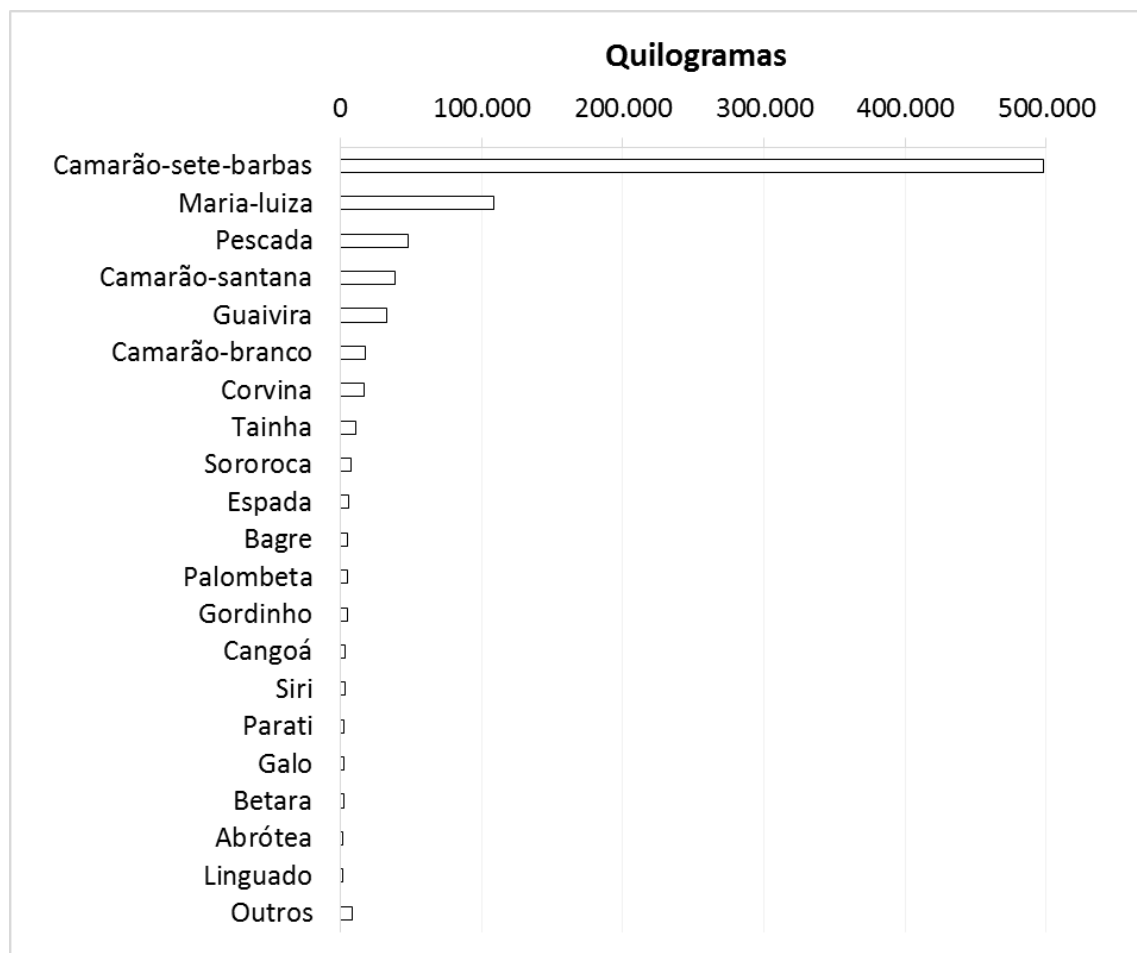 Quilogramas
0 100.000 200.000 300.000 400.000 500.000
Camarão-sete-barbas
Maria-luiza
Pescada
Camarão-santana
Guaivira
Camarão-branco
Corvina
Tainha
Sororoca
Espada
Bagre
Palombeta
Gordinho
Cangoá
Siri
Parati
Galo
Betara
Abrótea
Linguado
Outros